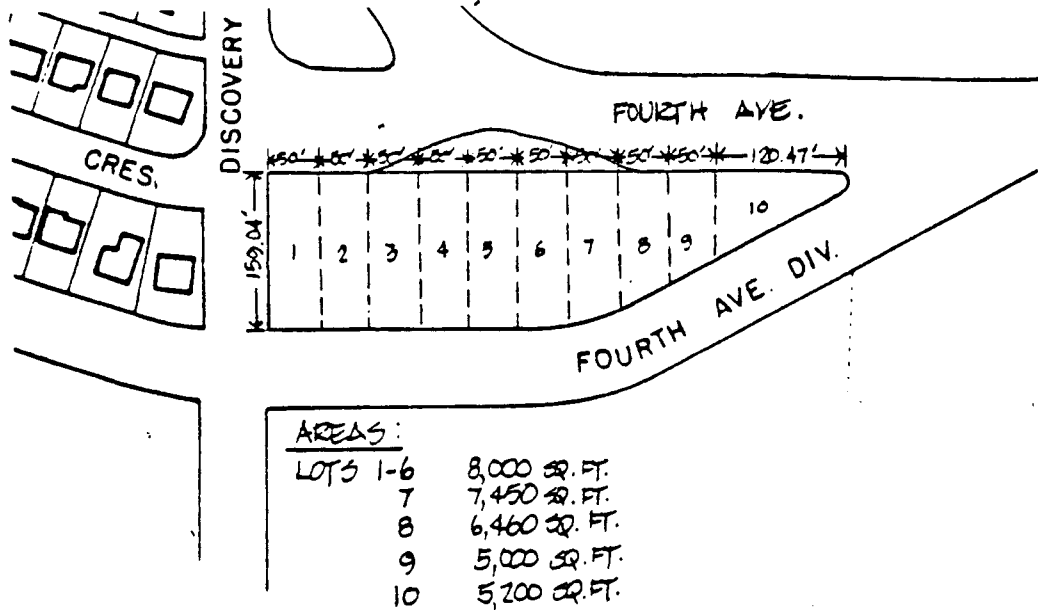 DISCOVERY
FOURTH AVE.
CRES.
50' 50' 50' 50' 50' 50' 50' 50' 50' 120.47'
159.04'
1 2 3 4 5 6 7 8 9 10
FOURTH AVE. DIV.
AREAS:
LOTS 1-6 8,000 SQ. FT.
7 7,450 SQ. FT.
8 6,460 SQ. FT.
9 5,000 SQ. FT.
10 5,200 SQ. FT.